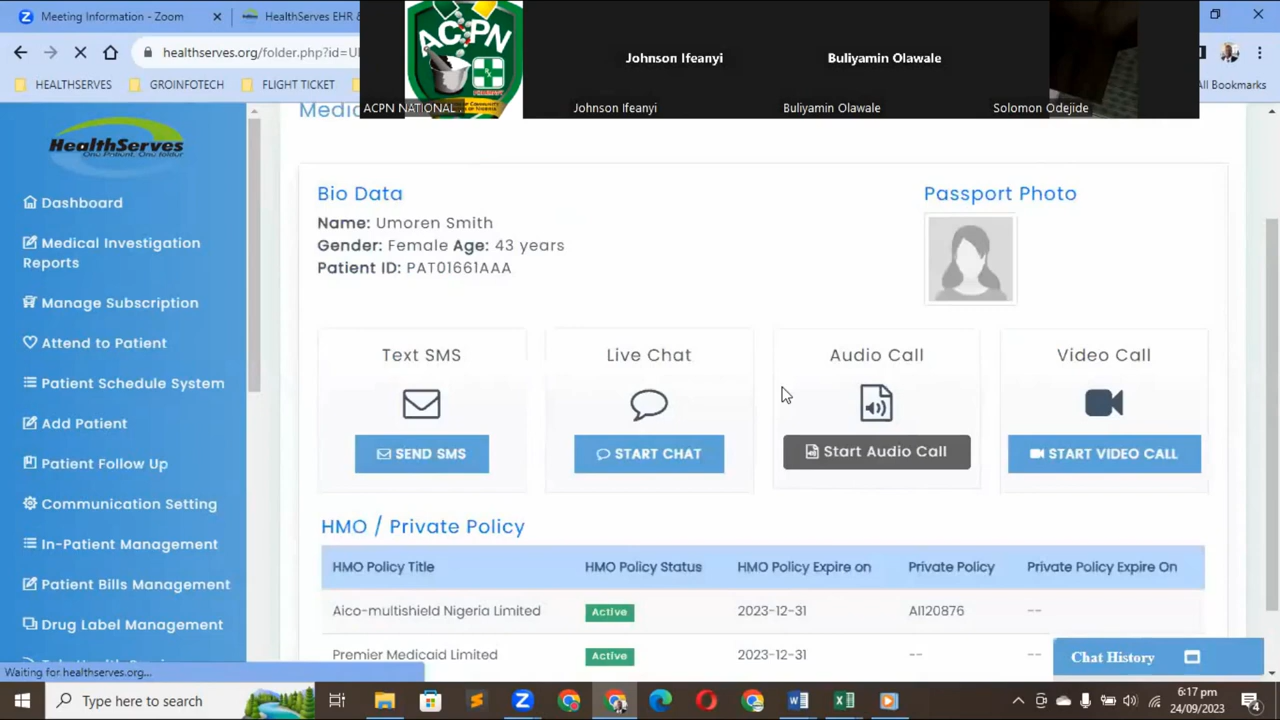 Meeting Information - Zoom
HealthServes EHR &
healthserves.org/folder.php?id=
HEALTHSERVES
GROINFOTECH
FLIGHT TICKET
ACPN
ACPN NATIONAL
Johnson Ifeanyi
Johnson Ifeanyi
Buliyamin Olawale
Buliyamin Olawale
Solomon Odejide
All Bookmarks
HealthServes
One Patient, One folder
Dashboard
Medical Investigation
Reports
Manage Subscription
Attend to Patient
Patient Schedule System
Add Patient
Patient Follow Up
Communication Setting
In-Patient Management
Patient Bills Management
Drug Label Management
Bio Data
Name: Umoren Smith
Gender: Female Age: 43 years
Patient ID: PAT01661AAA
Passport Photo
Text SMS
SEND SMS
Live Chat
START CHAT
Audio Call
Start Audio Call
Video Call
START VIDEO CALL
HMO / Private Policy
HMO Policy Title HMO Policy Status HMO Policy Expire on Private Policy Private Policy Expire On
Aico-multishield Nigeria Limited Active 2023-12-31 AI120876 --
Premier Medicaid Limited Active 2023-12-31 -- --
Chat History
Waiting for healthserves.org...
Type here to search
6:17 pm
24/09/2023
4